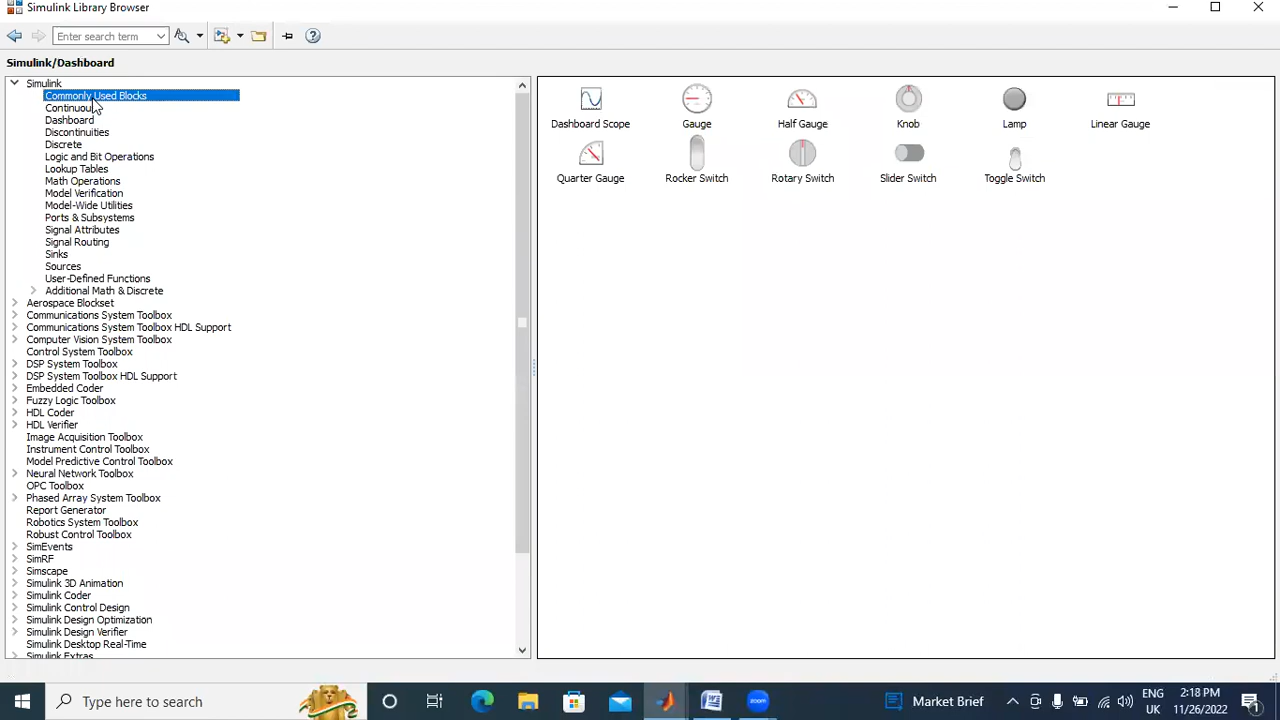 Simulink Library Browser
Enter search term
Simulink/Dashboard
Simulink
Commonly Used Blocks
Continuous
Dashboard
Discontinuities
Discrete
Logic and Bit Operations
Lookup Tables
Math Operations
Model Verification
Model-Wide Utilities
Ports & Subsystems
Signal Attributes
Signal Routing
Sinks
Sources
User-Defined Functions
Additional Math & Discrete
Aerospace Blockset
Communications System Toolbox
Communications System Toolbox HDL Support
Computer Vision System Toolbox
Control System Toolbox
DSP System Toolbox
DSP System Toolbox HDL Support
Embedded Coder
Fuzzy Logic Toolbox
HDL Coder
HDL Verifier
Image Acquisition Toolbox
Instrument Control Toolbox
Model Predictive Control Toolbox
Neural Network Toolbox
OPC Toolbox
Phased Array System Toolbox
Report Generator
Robotics System Toolbox
Robust Control Toolbox
SimEvents
SimRF
Simscape
Simulink 3D Animation
Simulink Coder
Simulink Control Design
Simulink Design Optimization
Simulink Design Verifier
Simulink Desktop Real-Time
Simulink Extras
Dashboard Scope Gauge Half Gauge Knob Lamp Linear Gauge
Quarter Gauge Rocker Switch Rotary Switch Slider Switch Toggle Switch
Type here to search
zoom
Market Brief
ENG
UK
2:18 PM
11/26/2022
1